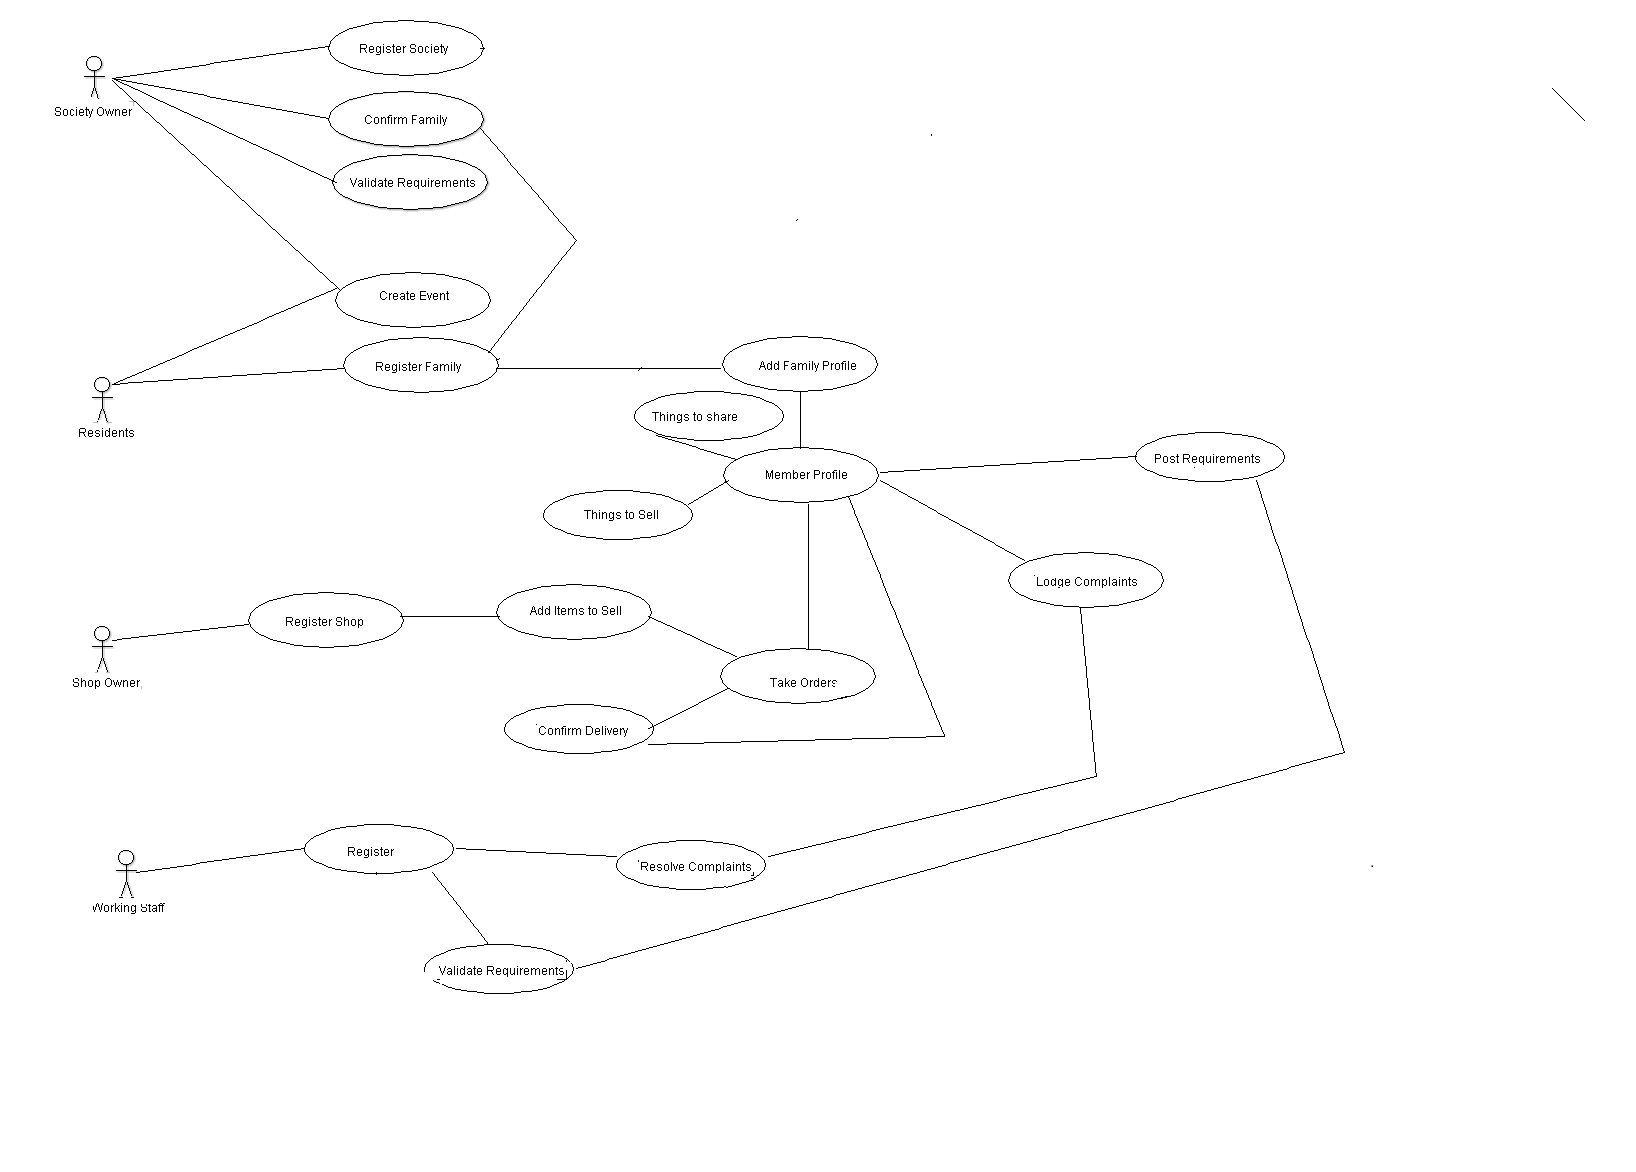 Register Society
Society Owner
Confirm Family
Validate Requirements
Create Event
Register Family
Add Family Profile
Residents
Things to share
Member Profile
Post Requirements
Things to Sell
Lodge Complaints
Add Items to Sell
Register Shop
Shop Owner
Take Orders
Confirm Delivery
Register
Resolve Complaints
Working Staff
Validate Requirements